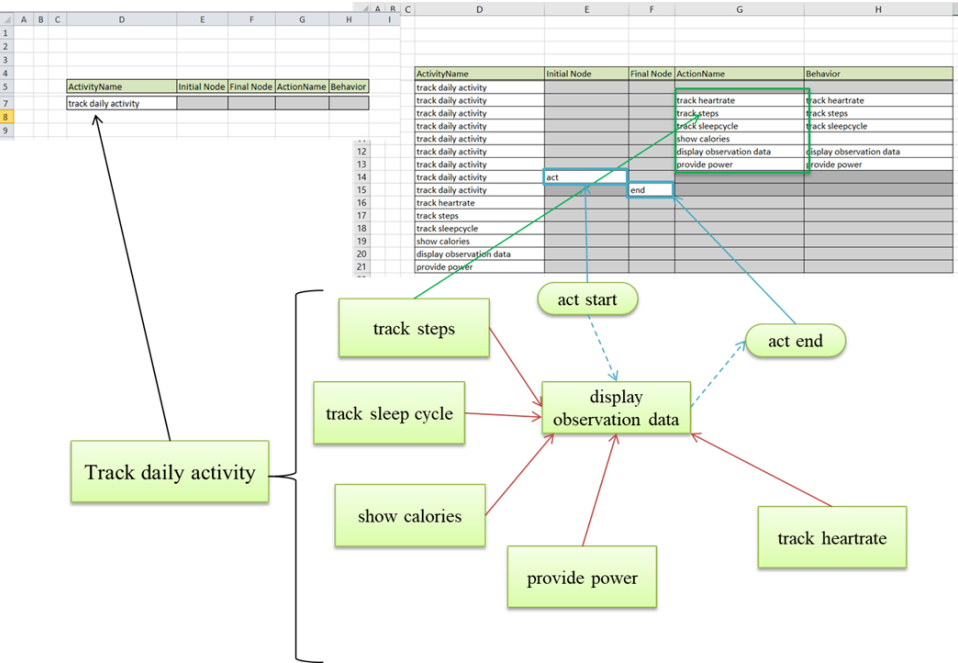 A B C D E F G H I
1
2
3
4
5 ActivityName Initial Node Final Node ActionName Behavior
7 track daily activity
8
9
A B C D E F G H
ActivityName Initial Node Final Node ActionName Behavior
track daily activity
track daily activity track heartrate track heartrate
track daily activity track steps track steps
track daily activity track sleepcycle track sleepcycle
track daily activity show calories
12 track daily activity display observation data display observation data
13 track daily activity provide power provide power
14 track daily activity act
15 track daily activity end
16 track heartrate
17 track steps
18 track sleepcycle
19 show calories
20 display observation data
21 provide power
act start
track steps
act end
display
observation data
track sleep cycle
Track daily activity
show calories
track heartrate
provide power